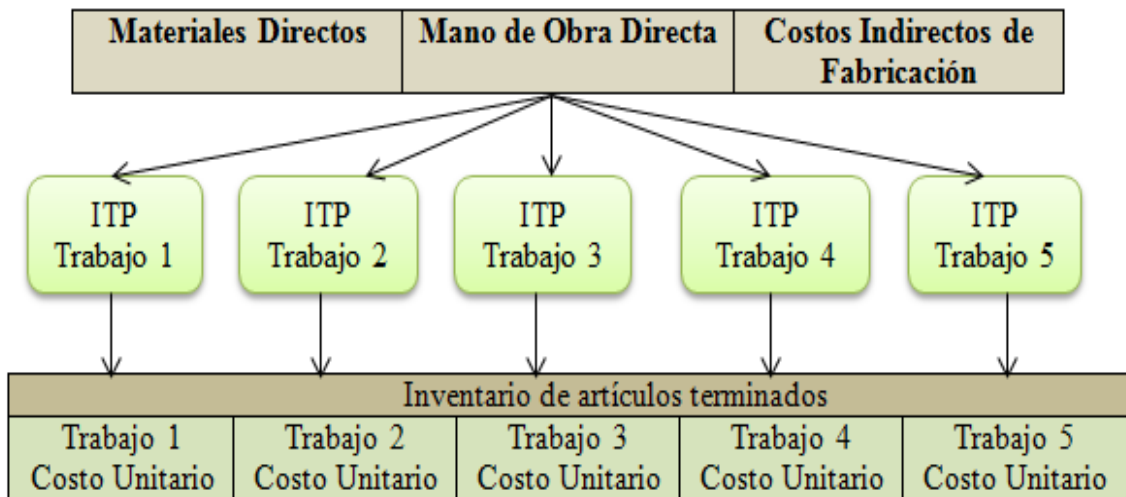 Materiales Directos
Mano de Obra Directa
Costos Indirectos de
Fabricación
ITP
Trabajo 1
ITP
Trabajo 2
ITP
Trabajo 3
ITP
Trabajo 4
ITP
Trabajo 5
Inventario de artículos terminados
Trabajo 1
Costo Unitario
Trabajo 2
Costo Unitario
Trabajo 3
Costo Unitario
Trabajo 4
Costo Unitario
Trabajo 5
Costo Unitario